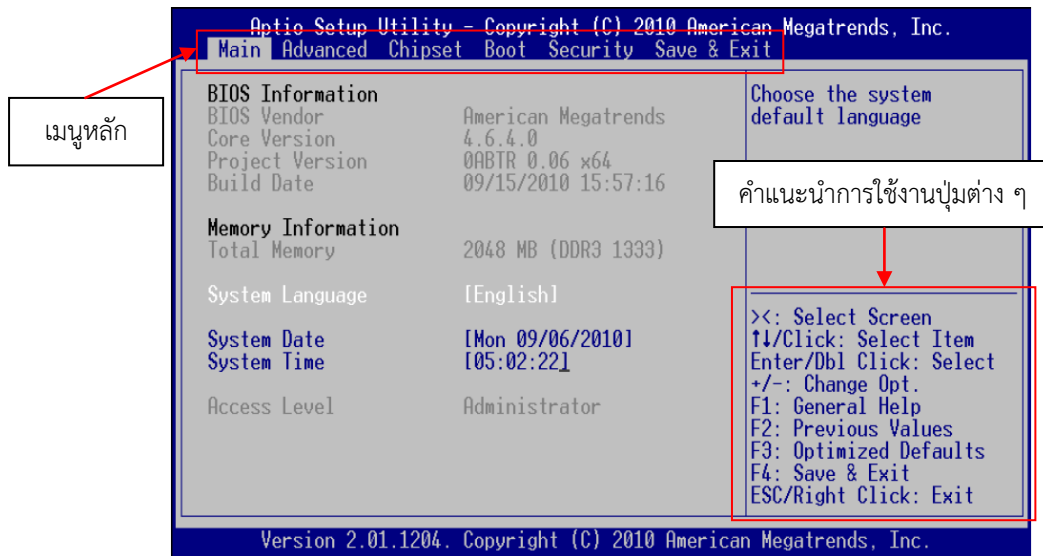 Aptio Setup Utility - Copyright (C) 2010 American Megatrends, Inc.
Main Advanced Chipset Boot Security Save & Exit
เมนูหลัก
BIOS Information
BIOS Vendor American Megatrends
Core Version 4.6.4.0
Project Version 0ABTR 0.06 x64
Build Date 09/15/2010 15:57:16
Memory Information
Total Memory 2048 MB (DDR3 1333)
System Language [English]
System Date [Mon 09/06/2010]
System Time [05:02:22]
Access Level Administrator
Choose the system
default language
คำแนะนำการใช้งานปุ่มต่าง ๆ
><: Select Screen
↑↓/Click: Select Item
Enter/Dbl Click: Select
+/-: Change Opt.
F1: General Help
F2: Previous Values
F3: Optimized Defaults
F4: Save & Exit
ESC/Right Click: Exit
Version 2.01.1204. Copyright (C) 2010 American Megatrends, Inc.